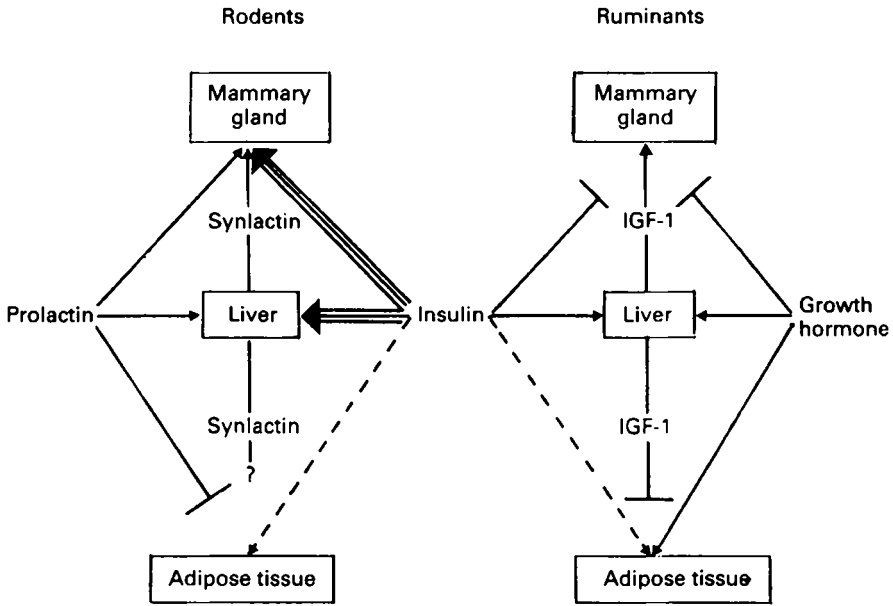 Rodents
Ruminants
Mammary
gland
Mammary
gland
Synlactin
IGF-1
Prolactin
Liver
Insulin
Liver
Growth
hormone
Synlactin
IGF-1
?
Adipose tissue
Adipose tissue